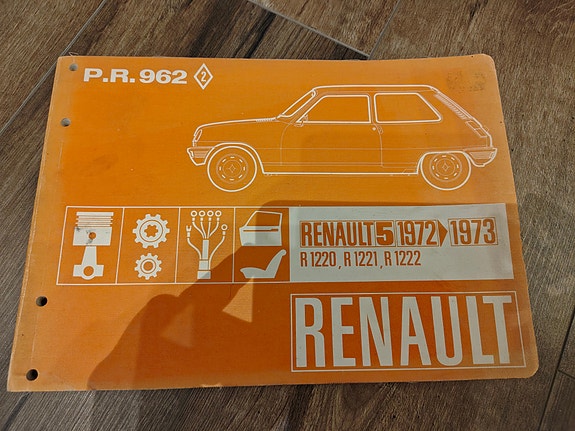 P.R. 962 2
RENAULT 5 1972 1973
R 1220, R 1221, R 1222
RENAULT